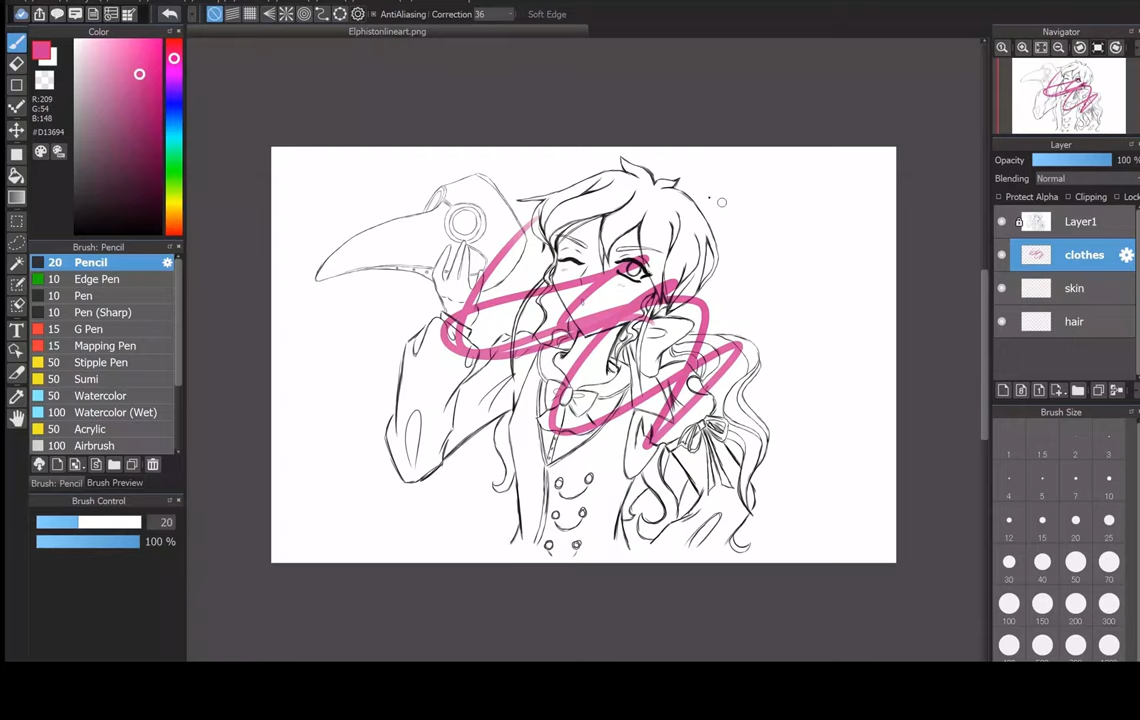 AntiAliasing Correction 36 Soft Edge
Color
Elphistonlineart.png
Navigator
R:209
G:54
B:148
#D13694
Layer
Opacity 100 %
Blending Normal
Protect Alpha Clipping Lock
Layer1
clothes
skin
hair
Brush: Pencil
20 Pencil
10 Edge Pen
10 Pen
10 Pen (Sharp)
15 G Pen
15 Mapping Pen
50 Stipple Pen
50 Sumi
50 Watercolor
100 Watercolor (Wet)
50 Acrylic
100 Airbrush
Brush: Pencil Brush Preview
Brush Control
20
100 %
Brush Size
1 1.5 2 3
4 5 7 10
12 15 20 25
30 40 50 70
100 150 200 300